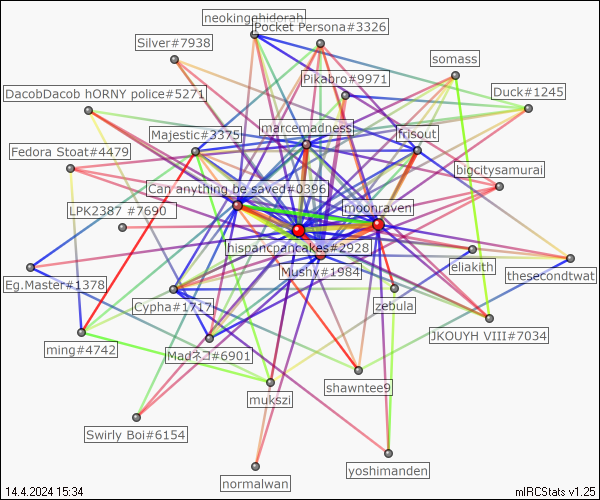 neokingghidorah
Pocket Persona#3326
Silver#7938
somass
Pikabro#9971
Duck#1245
DacobDacob hORNY police#5271
marcemadness
Majestic#3375
frisout
Fedora Stoat#4479
bigcitysamurai
Can anything be saved#0396
LPK2387 #7690
moonraven
hispancpancakes#2928
eliakith
Mushy#1984
thesecondtwat
Eg.Master#1378
Cypha#1717
zebula
JKOUYH VIII#7034
ming#4742
Madネコ#6901
shawntee9
mukszi
Swirly Boi#6154
yoshimanden
normalwan
14.4.2024 15:34
mIRCStats v1.25